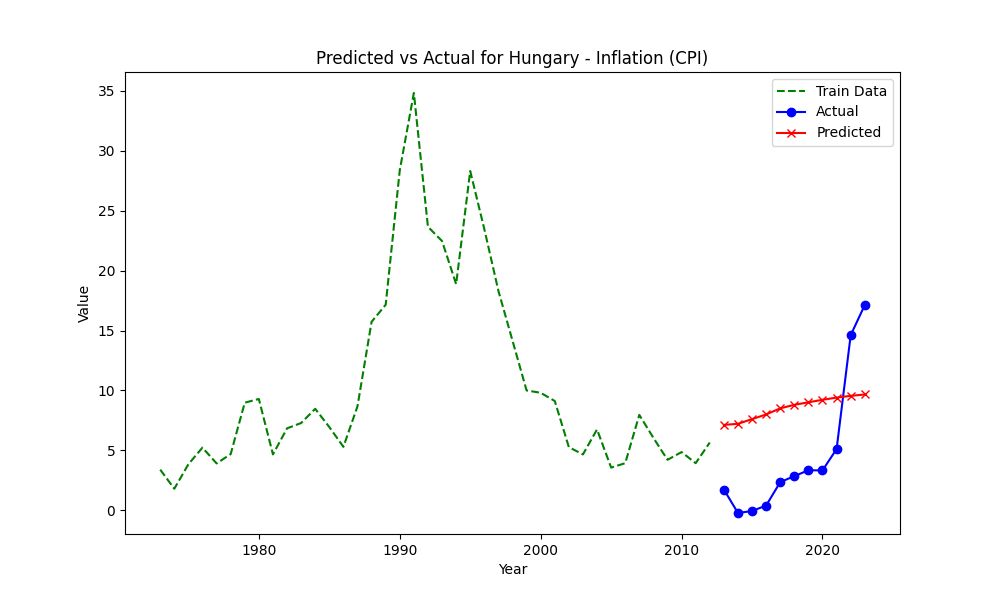 Predicted vs Actual for Hungary - Inflation (CPI)
Train Data
Actual
Predicted
35
30
25
20
15
10
5
0
Value
1980
1990
2000
2010
2020
Year